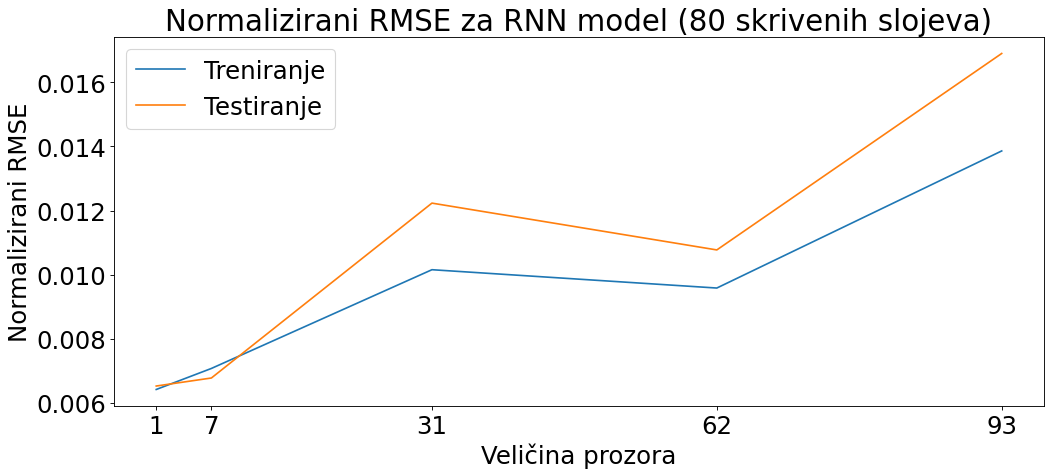 Normalizirani RMSE za RNN model (80 skrivenih slojeva)
Treniranje
Testiranje
Normalizirani RMSE
0.016
0.014
0.012
0.010
0.008
0.006
1 7 31 62 93
Veličina prozora